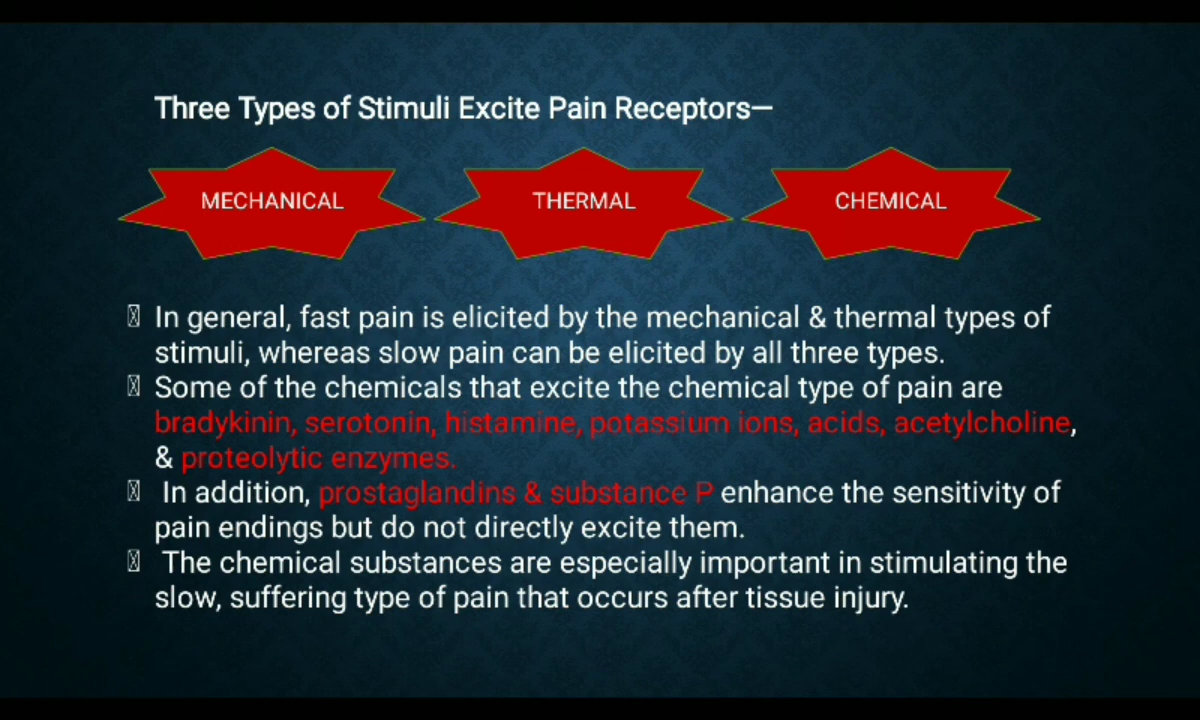 Three Types of Stimuli Excite Pain Receptors—
MECHANICAL
THERMAL
CHEMICAL
In general, fast pain is elicited by the mechanical & thermal types of
stimuli, whereas slow pain can be elicited by all three types.
Some of the chemicals that excite the chemical type of pain are
bradykinin, serotonin, histamine, potassium ions, acids, acetylcholine,
& proteolytic enzymes.
In addition, prostaglandins & substance P enhance the sensitivity of
pain endings but do not directly excite them.
The chemical substances are especially important in stimulating the
slow, suffering type of pain that occurs after tissue injury.